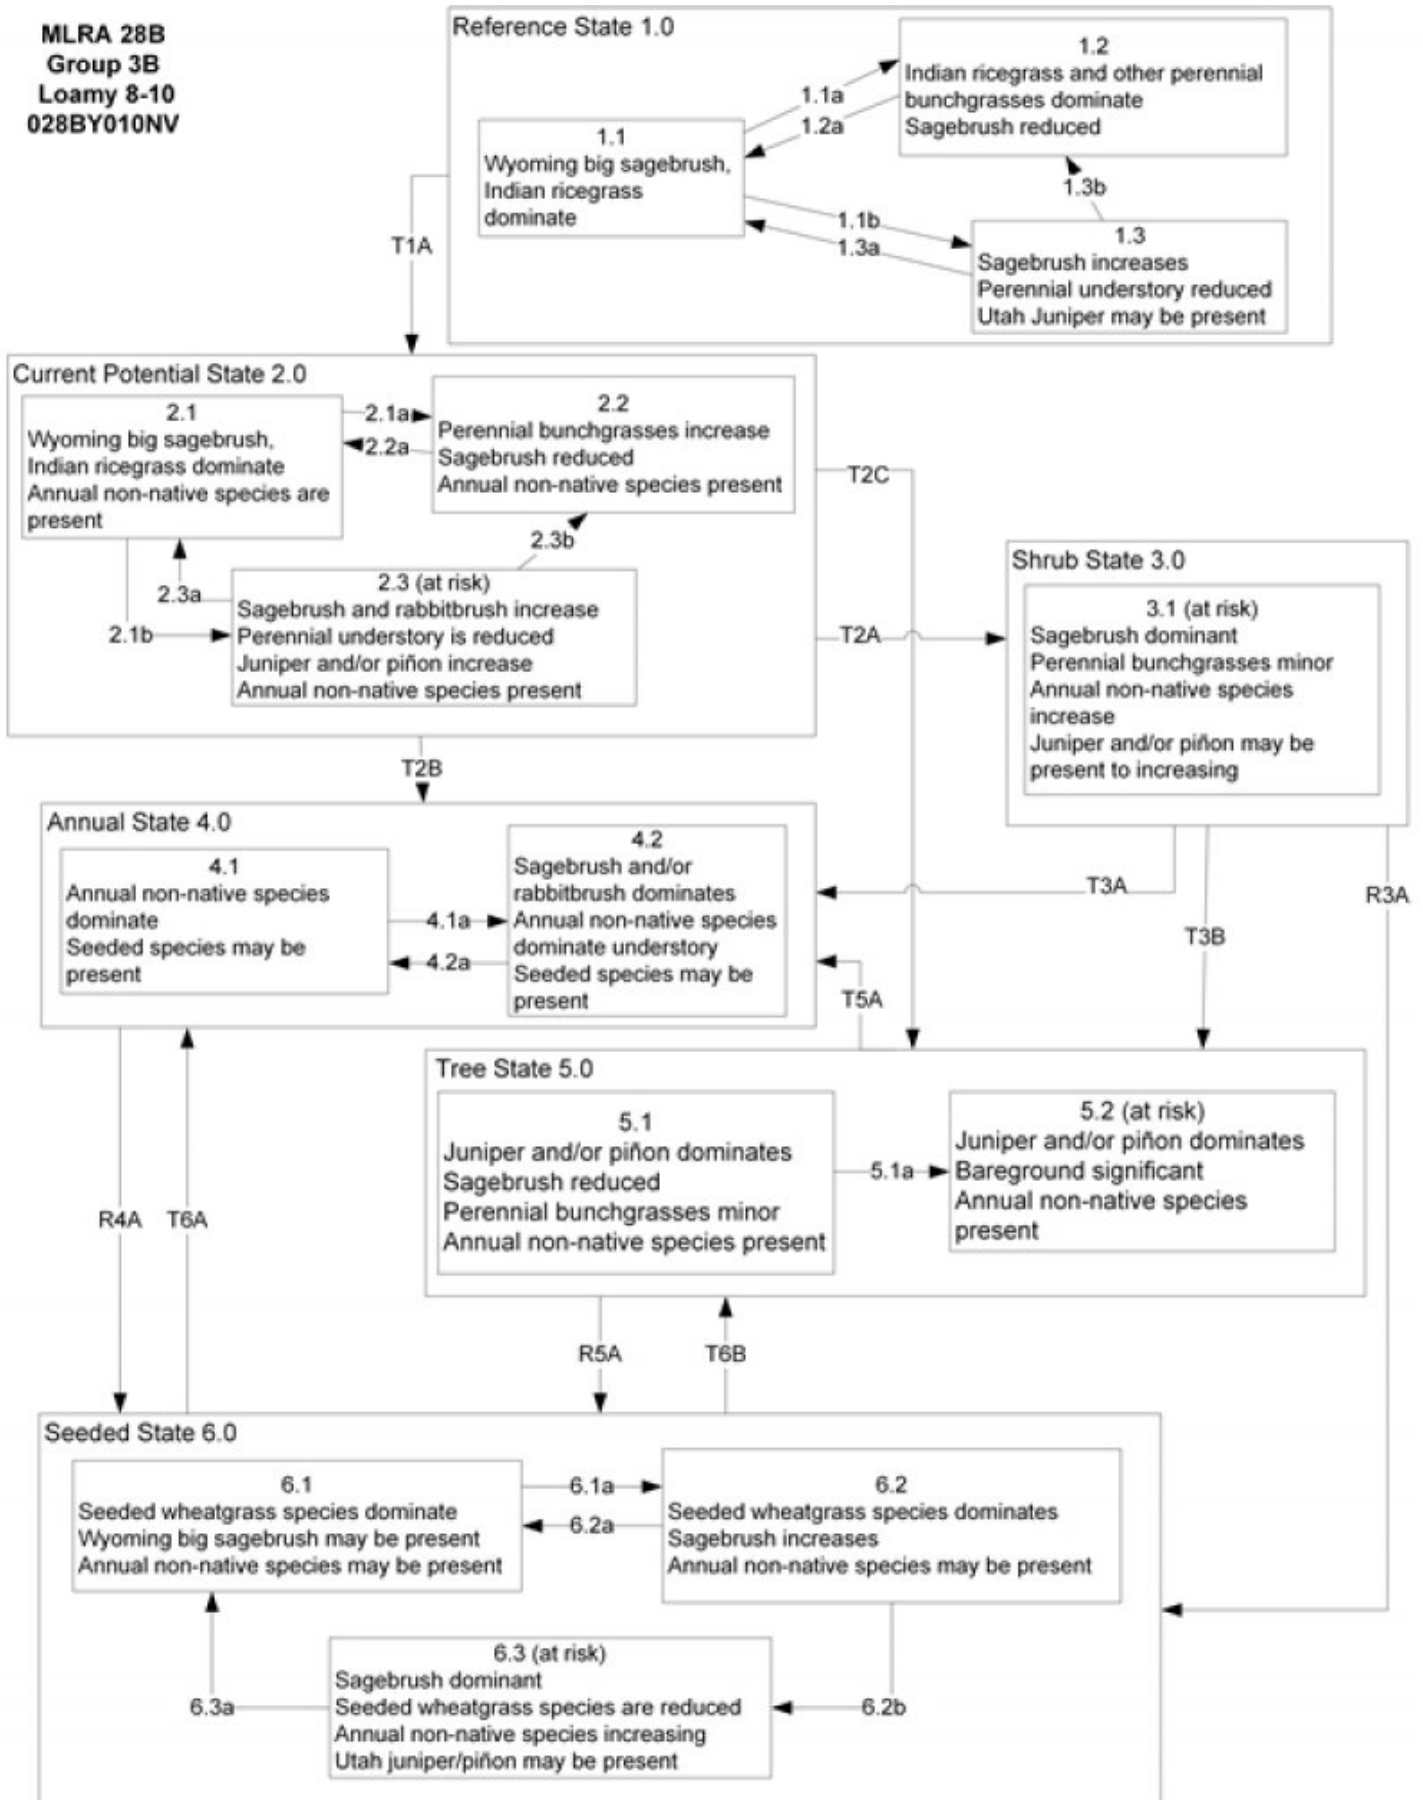 MLRA 28B
Group 3B
Loamy 8-10
028BY010NV
Reference State 1.0
1.1
Wyoming big sagebrush,
Indian ricegrass
dominate
1.1a
1.2a
1.2
Indian ricegrass and other perennial
bunchgrasses dominate
Sagebrush reduced
1.3b
1.1b
1.3a
1.3
Sagebrush increases
Perennial understory reduced
Utah Juniper may be present
T1A
Current Potential State 2.0
2.1
Wyoming big sagebrush,
Indian ricegrass dominate
Annual non-native species are
present
2.1a
2.2a
2.2
Perennial bunchgrasses increase
Sagebrush reduced
Annual non-native species present
2.3b
2.3a
2.1b
2.3 (at risk)
Sagebrush and rabbitbrush increase
Perennial understory is reduced
Juniper and/or piñon increase
Annual non-native species present
T2C
T2A
T2B
Shrub State 3.0
3.1 (at risk)
Sagebrush dominant
Perennial bunchgrasses minor
Annual non-native species
increase
Juniper and/or piñon may be
present to increasing
T3A
T3B
R3A
Annual State 4.0
4.1
Annual non-native species
dominate
Seeded species may be
present
4.1a
4.2a
4.2
Sagebrush and/or
rabbitbrush dominates
Annual non-native species
dominate understory
Seeded species may be
present
T5A
R4A
T6A
Tree State 5.0
5.1
Juniper and/or piñon dominates
Sagebrush reduced
Perennial bunchgrasses minor
Annual non-native species present
5.1a
5.2 (at risk)
Juniper and/or piñon dominates
Bareground significant
Annual non-native species
present
R5A
T6B
Seeded State 6.0
6.1
Seeded wheatgrass species dominate
Wyoming big sagebrush may be present
Annual non-native species may be present
6.1a
6.2a
6.2
Seeded wheatgrass species dominates
Sagebrush increases
Annual non-native species may be present
6.3a
6.2b
6.3 (at risk)
Sagebrush dominant
Seeded wheatgrass species are reduced
Annual non-native species increasing
Utah juniper/piñon may be present